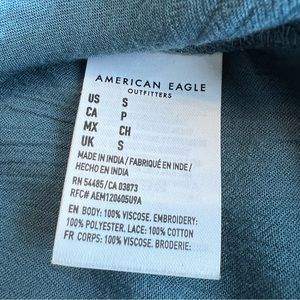 AMERICAN EAGLE
OUTFITTERS
US S
CA P
MX CH
UK S
MADE IN INDIA / FABRIQUÉ EN INDE /
HECHO EN INDIA
RN 54485/CA 03873
RFC# AEM120605U9A
EN BODY: 100% VISCOSE. EMBROIDERY:
100% POLYESTER. LACE: 100% COTTON
FR CORPS: 100% VISCOSE. BRODERIE: